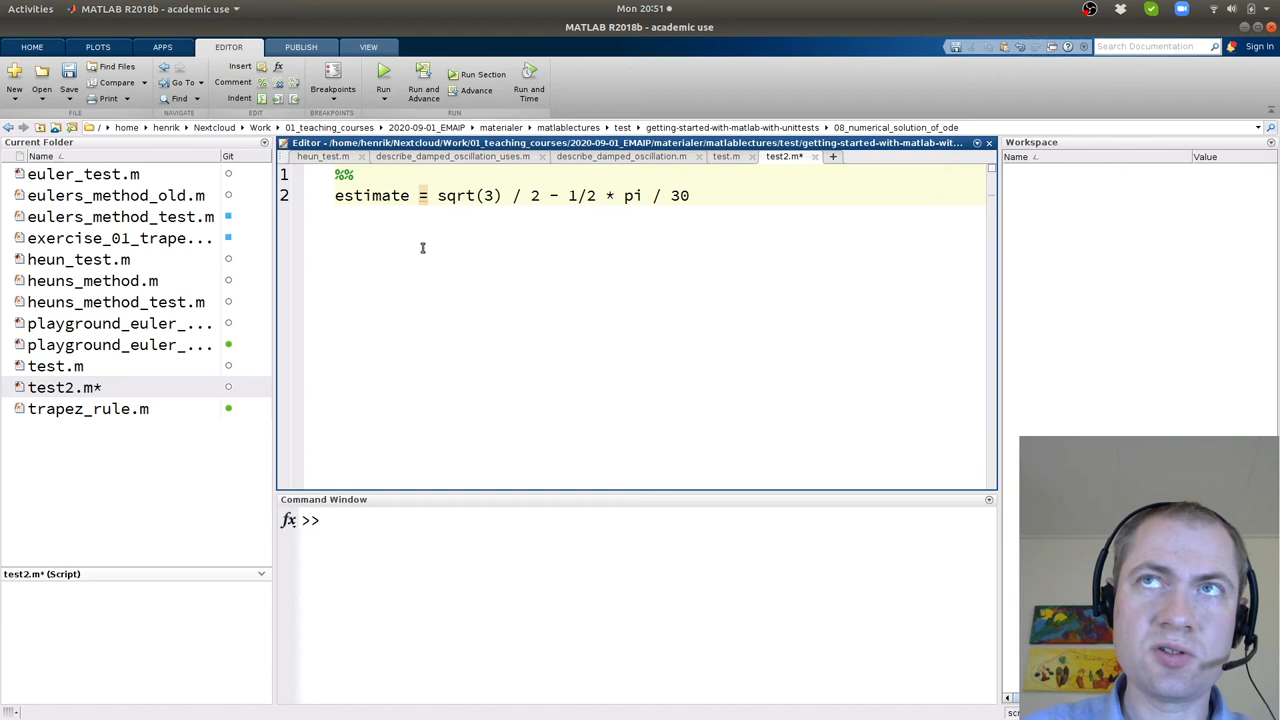 Activities MATLAB R2018b - academic use Mon 20:51
MATLAB R2018b - academic use
HOME PLOTS APPS EDITOR PUBLISH VIEW Search Documentation Sign In
New Open Save Find Files Compare Print Go To Find Insert fx Comment Indent Breakpoints Run Run and Advance Run Section Advance Run and Time
FILE NAVIGATE EDIT BREAKPOINTS RUN
/ home henrik Nextcloud Work 01_teaching_courses 2020-09-01_EMAIP materialer matlablectures test getting-started-with-matlab-with-unittests 08_numerical_solution_of_ode
Current Folder
Name Git
euler_test.m
eulers_method_old.m
eulers_method_test.m
exercise_01_trape...
heun_test.m
heuns_method.m
heuns_method_test.m
playground_euler_...
playground_euler_...
test.m
test2.m*
trapez_rule.m
test2.m* (Script)
Editor - /home/henrik/Nextcloud/Work/01_teaching_courses/2020-09-01_EMAIP/materialer/matlablectures/test/getting-started-with-matlab-wit...
heun_test.m describe_damped_oscillation_uses.m describe_damped_oscillation.m test.m test2.m*
1 %%
2 estimate = sqrt(3) / 2 - 1/2 * pi / 30
Command Window
fx >>
Workspace
Name Value
scr